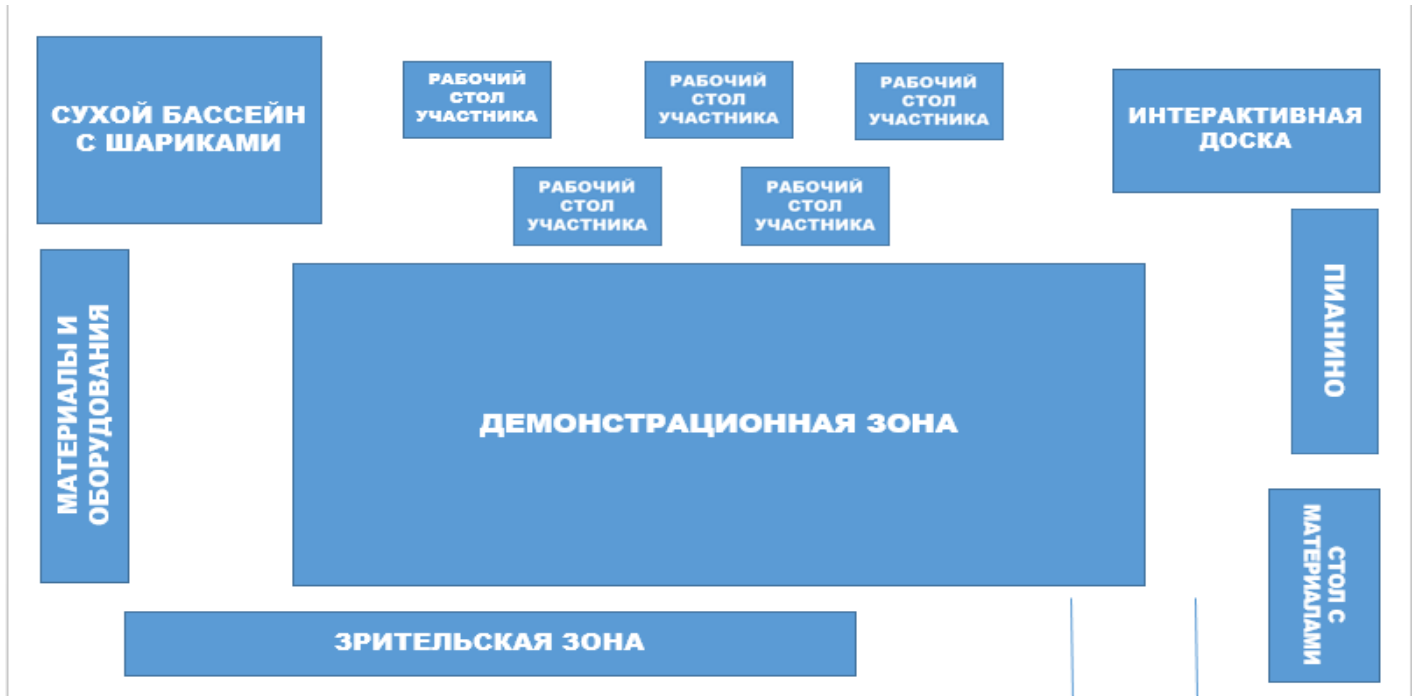 СУХОЙ БАССЕЙН
С ШАРИКАМИ
РАБОЧИЙ
СТОЛ
УЧАСТНИКА
РАБОЧИЙ
СТОЛ
УЧАСТНИКА
РАБОЧИЙ
СТОЛ
УЧАСТНИКА
ИНТЕРАКТИВНАЯ
ДОСКА
РАБОЧИЙ
СТОЛ
УЧАСТНИКА
РАБОЧИЙ
СТОЛ
УЧАСТНИКА
МАТЕРИАЛЫ И
ОБОРУДОВАНИЯ
ДЕМОНСТРАЦИОННАЯ ЗОНА
ПИАНИНО
СТОЛ С
МАТЕРИАЛАМИ
ЗРИТЕЛЬСКАЯ ЗОНА